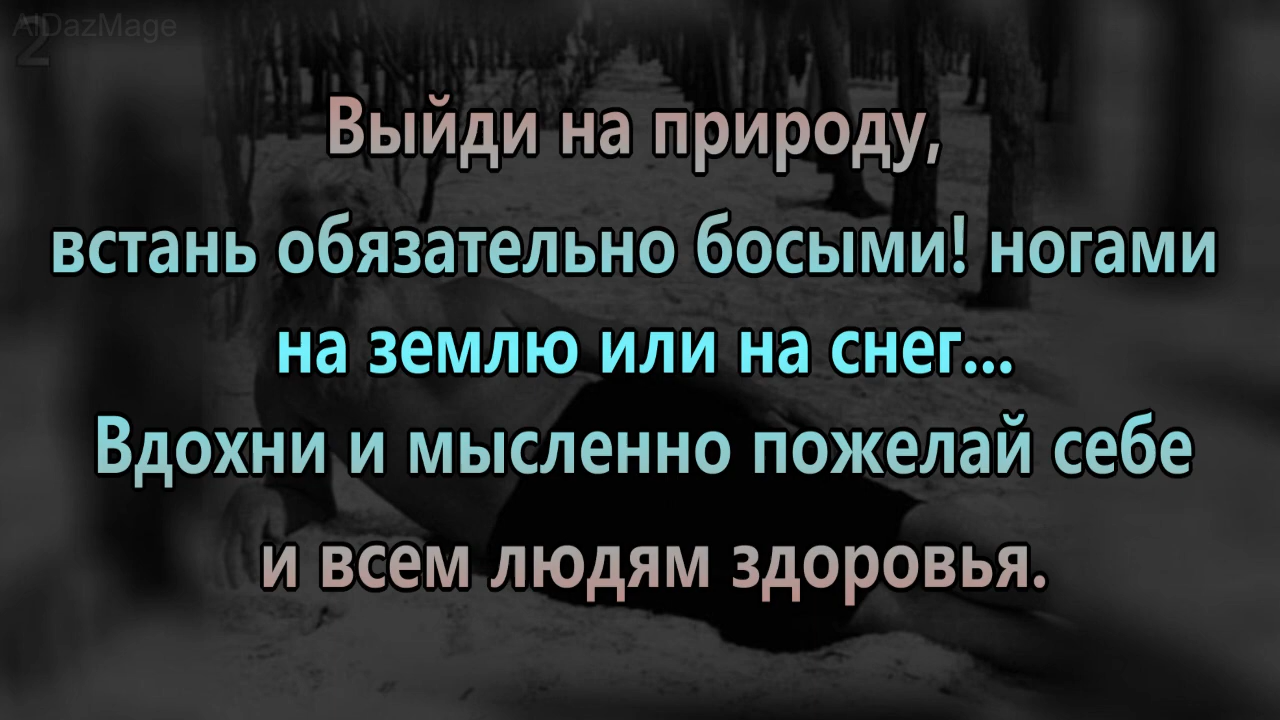 AlDazMage
2
Выйди на природу,
встань обязательно босыми! ногами
на землю или на снег...
Вдохни и мысленно пожелай себе
и всем людям здоровья.